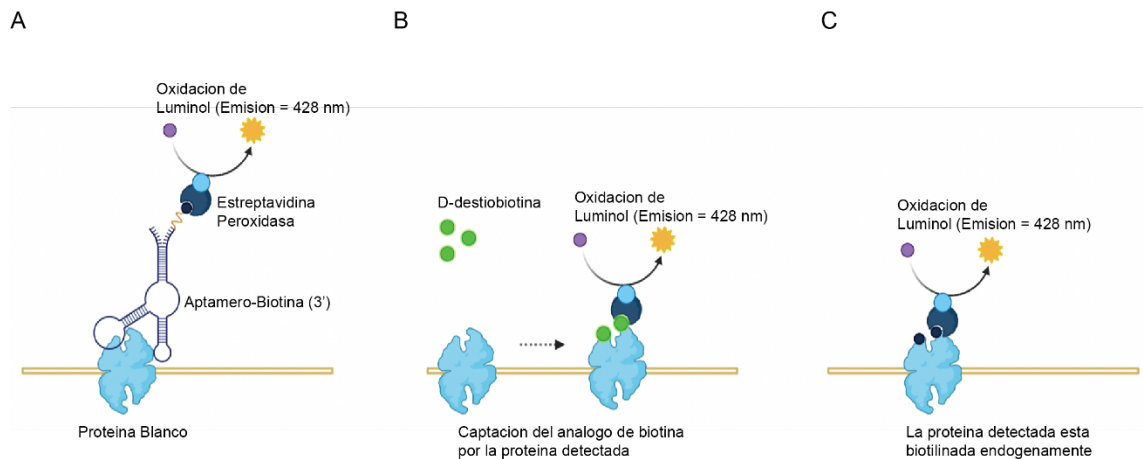 A
Oxidacion de
Luminol (Emision = 428 nm)
Estreptavidina
Peroxidasa
Aptamero-Biotina (3')
Proteina Blanco
B
D-destiobiotina
Oxidacion de
Luminol (Emision = 428 nm)
Captacion del analogo de biotina
por la proteina detectada
C
Oxidacion de
Luminol (Emision = 428 nm)
La proteina detectada esta
biotilinada endogenamente